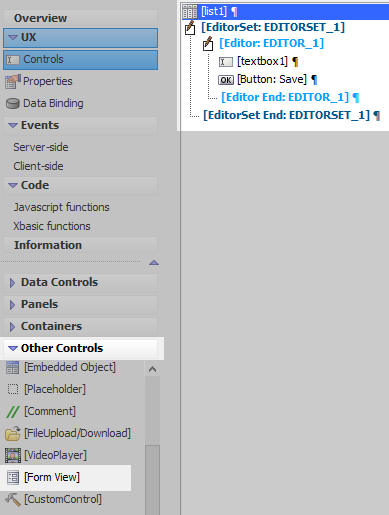 Overview
UX
Controls
Properties
Data Binding
Events
Server-side
Client-side
Code
Javascript functions
Xbasic functions
Information
Data Controls
Panels
Containers
Other Controls
[Embedded Object]
[Placeholder]
[Comment]
[FileUpload/Download]
[VideoPlayer]
[Form View]
[CustomControl]
[list1] ¶
[EditorSet: EDITORSET_1] ¶
[Editor: EDITOR_1] ¶
[textbox1] ¶
OK [Button: Save] ¶
[Editor End: EDITOR_1] ¶
[EditorSet End: EDITORSET_1] ¶